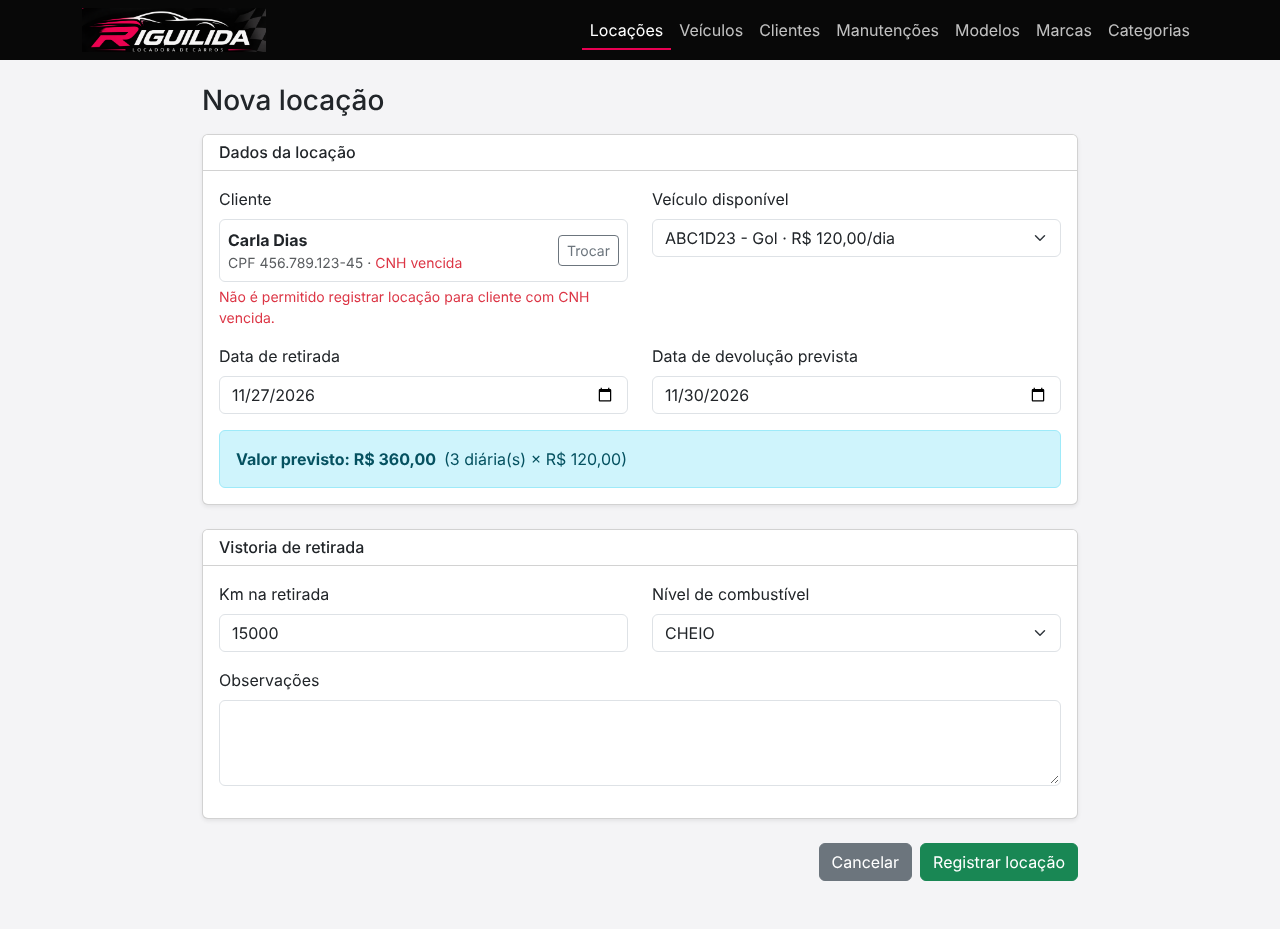 RIGUILIDA
LOCADORA DE CARROS
Locações Veículos Clientes Manutenções Modelos Marcas Categorias
Nova locação
Dados da locação
Cliente
Carla Dias
CPF 456.789.123-45 · CNH vencida
Trocar
Não é permitido registrar locação para cliente com CNH
vencida.
Veículo disponível
ABC1D23 - Gol · R$ 120,00/dia
Data de retirada
11/27/2026
Data de devolução prevista
11/30/2026
Valor previsto: R$ 360,00 (3 diária(s) × R$ 120,00)
Vistoria de retirada
Km na retirada
15000
Nível de combustível
CHEIO
Observações
Cancelar
Registrar locação